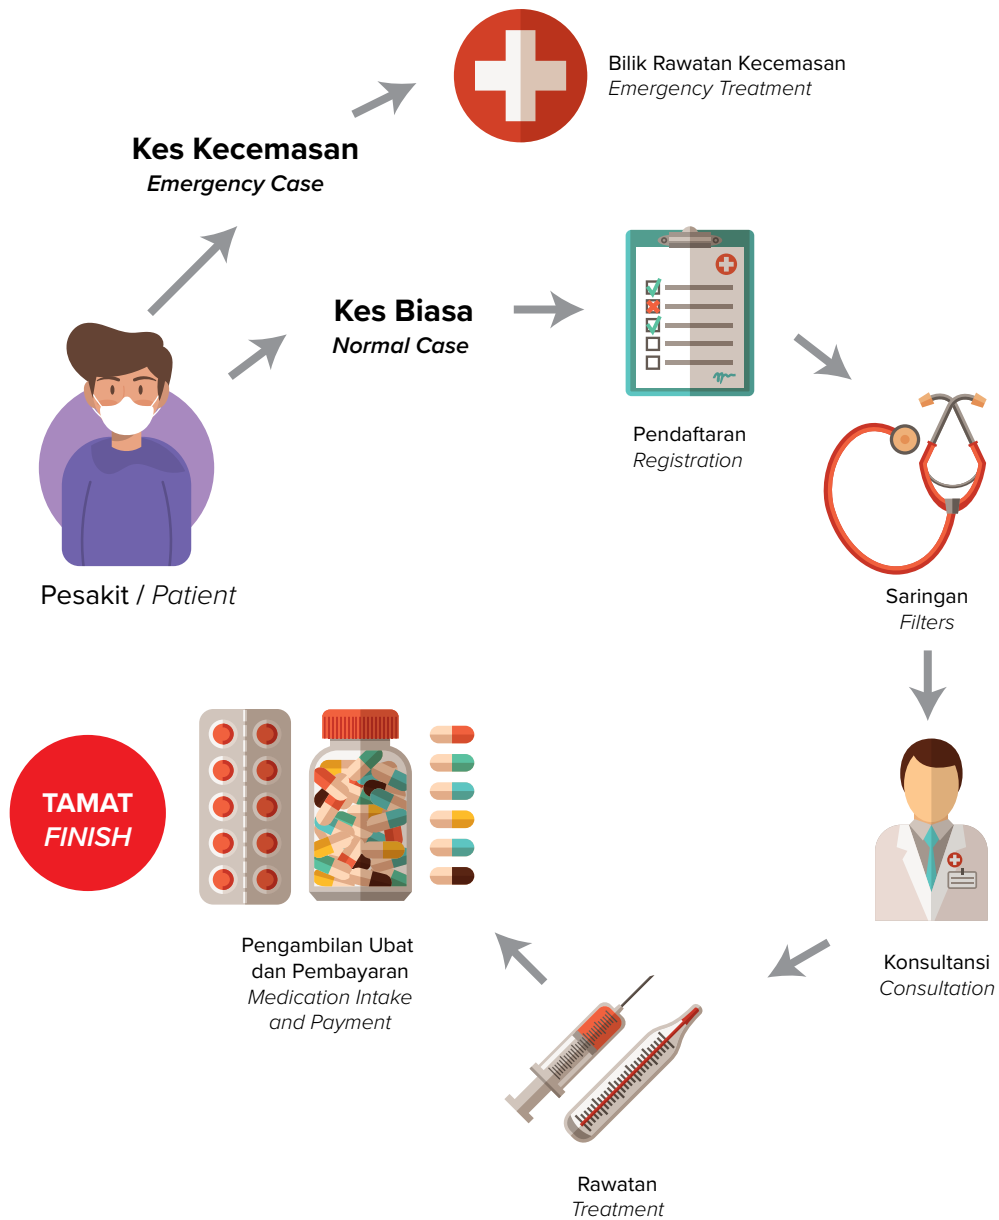 Bilik Rawatan Kecemasan
Emergency Treatment
Kes Kecemasan
Emergency Case
Kes Biasa
Normal Case
Pendaftaran
Registration
Pesakit / Patient
Saringan
Filters
Konsultansi
Consultation
Rawatan
Treatment
Pengambilan Ubat
dan Pembayaran
Medication Intake
and Payment
TAMAT
FINISH